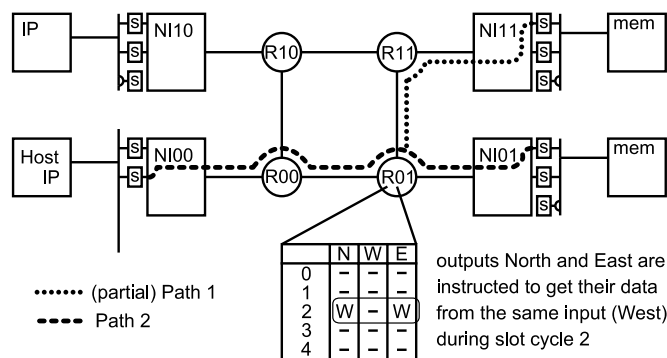 IP
S
S
S
NI10
R10
R11
NI11
S
S
S
mem
Host
IP
S
S
NI00
R00
R01
NI01
S
S
S
mem
(partial) Path 1
Path 2
N W E
0 - - -
1 - - -
2 W - W
3 - - -
4 - - -
outputs North and East are
instructed to get their data
from the same input (West)
during slot cycle 2